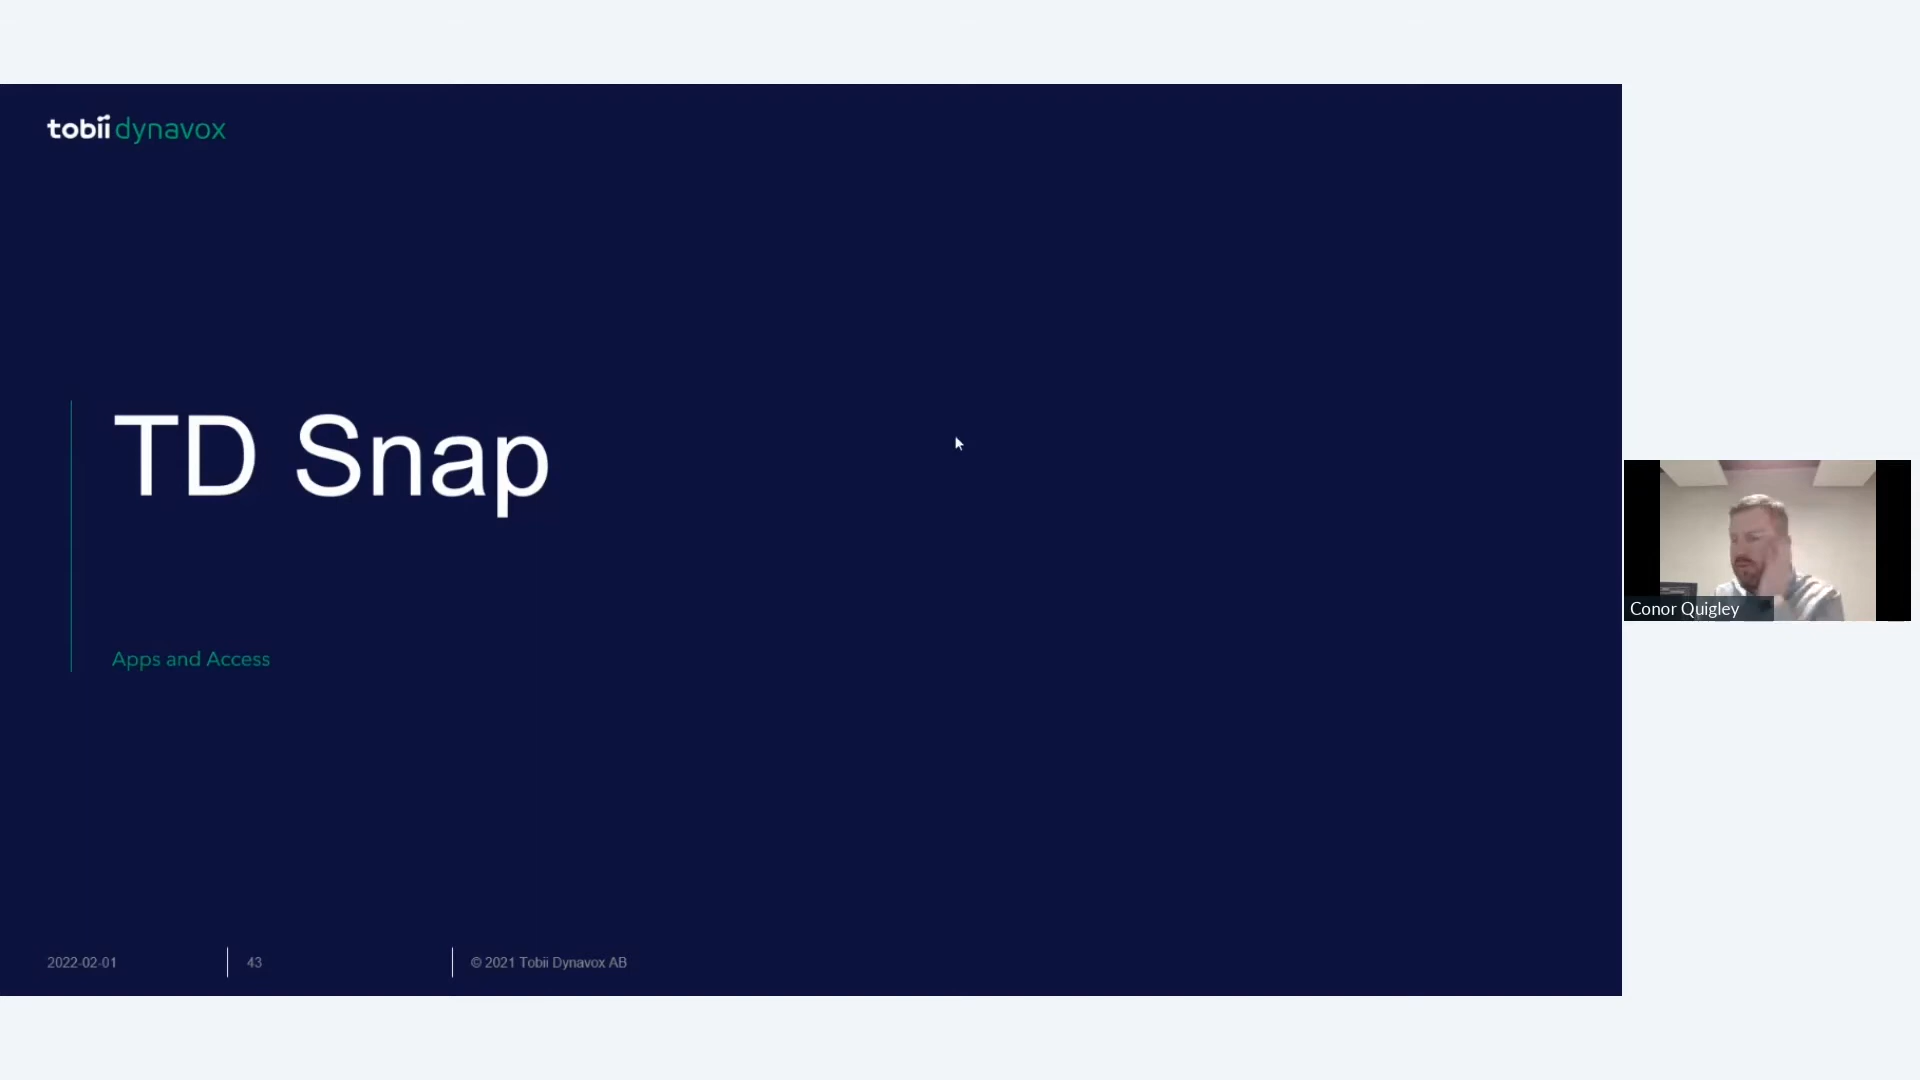 tobii dynavox
TD Snap
Apps and Access
2022-02-01
43
© 2021 Tobii Dynavox AB
Conor Quigley